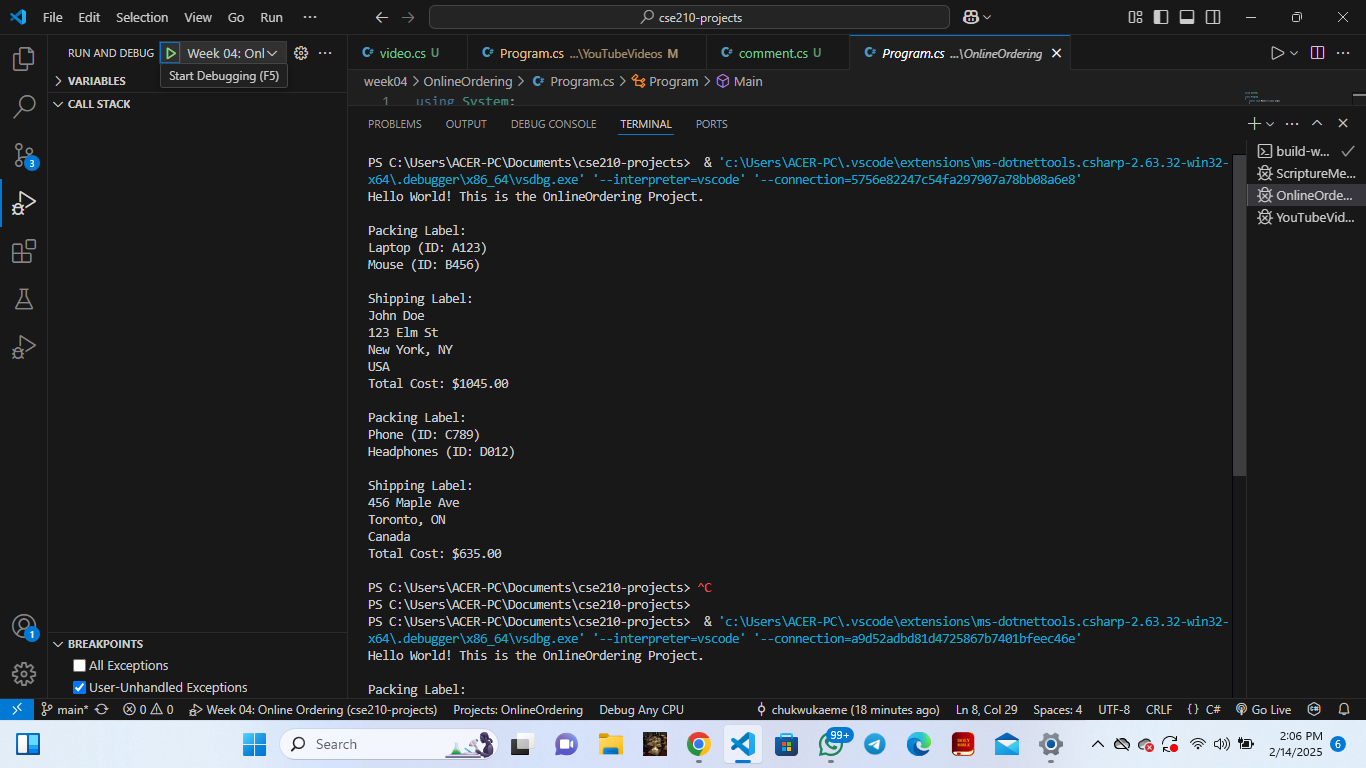 File Edit Selection View Go Run ··· cse210-projects
RUN AND DEBUG Week 04: Onl ···
Start Debugging (F5)
VARIABLES
CALL STACK
video.cs U Program.cs ...\YouTubeVideos M comment.cs U Program.cs ...\OnlineOrdering
week04 > OnlineOrdering > Program.cs > Program > Main
1 using System;
PROBLEMS OUTPUT DEBUG CONSOLE TERMINAL PORTS
PS C:\Users\ACER-PC\Documents\cse210-projects>  & 'c:\Users\ACER-PC\.vscode\extensions\ms-dotnettools.csharp-2.63.32-win32-
x64\.debugger\x86_64\vsdbg.exe' '--interpreter=vscode' '--connection=5756e82247c54fa297907a78bb08a6e8'
Hello World! This is the OnlineOrdering Project.
Packing Label:
Laptop (ID: A123)
Mouse (ID: B456)
Shipping Label:
John Doe
123 Elm St
New York, NY
USA
Total Cost: $1045.00
Packing Label:
Phone (ID: C789)
Headphones (ID: D012)
Shipping Label:
456 Maple Ave
Toronto, ON
Canada
Total Cost: $635.00
PS C:\Users\ACER-PC\Documents\cse210-projects> ^C
PS C:\Users\ACER-PC\Documents\cse210-projects>
PS C:\Users\ACER-PC\Documents\cse210-projects>  & 'c:\Users\ACER-PC\.vscode\extensions\ms-dotnettools.csharp-2.63.32-win32-
x64\.debugger\x86_64\vsdbg.exe' '--interpreter=vscode' '--connection=a9d52adbd81d4725867b7401bfeec46e'
Hello World! This is the OnlineOrdering Project.
Packing Label:
build-w...
ScriptureMe...
OnlineOrde...
YouTubeVid...
3
1
BREAKPOINTS
All Exceptions
User-Unhandled Exceptions
main* 0 0 Week 04: Online Ordering (cse210-projects) Projects: OnlineOrdering Debug Any CPU chukwukaeme (18 minutes ago) Ln 8, Col 29 Spaces: 4 UTF-8 CRLF {} C# Go Live
Search
99+
HOLY BIBLE
2:06 PM
2/14/2025
6